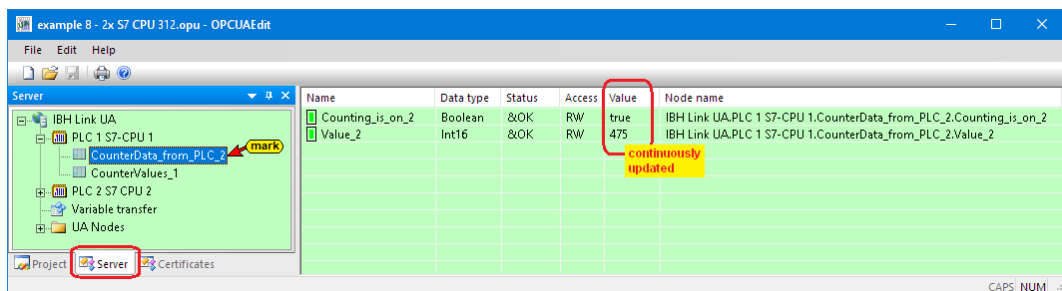 example 8 - 2x S7 CPU 312.opu - OPCUAEdit
File Edit Help
Server
IBH Link UA
PLC 1 S7-CPU 1
CounterData_from_PLC_2
mark
CounterValues_1
PLC 2 S7 CPU 2
Variable transfer
UA Nodes
Project Server Certificates
Name Data type Status Access Value Node name
Counting_is_on_2 Boolean &OK RW true IBH Link UA.PLC 1 S7-CPU 1.CounterData_from_PLC_2.Counting_is_on_2
Value_2 Int16 &OK RW 475 IBH Link UA.PLC 1 S7-CPU 1.CounterData_from_PLC_2.Value_2
continuously
updated
CAPS NUM